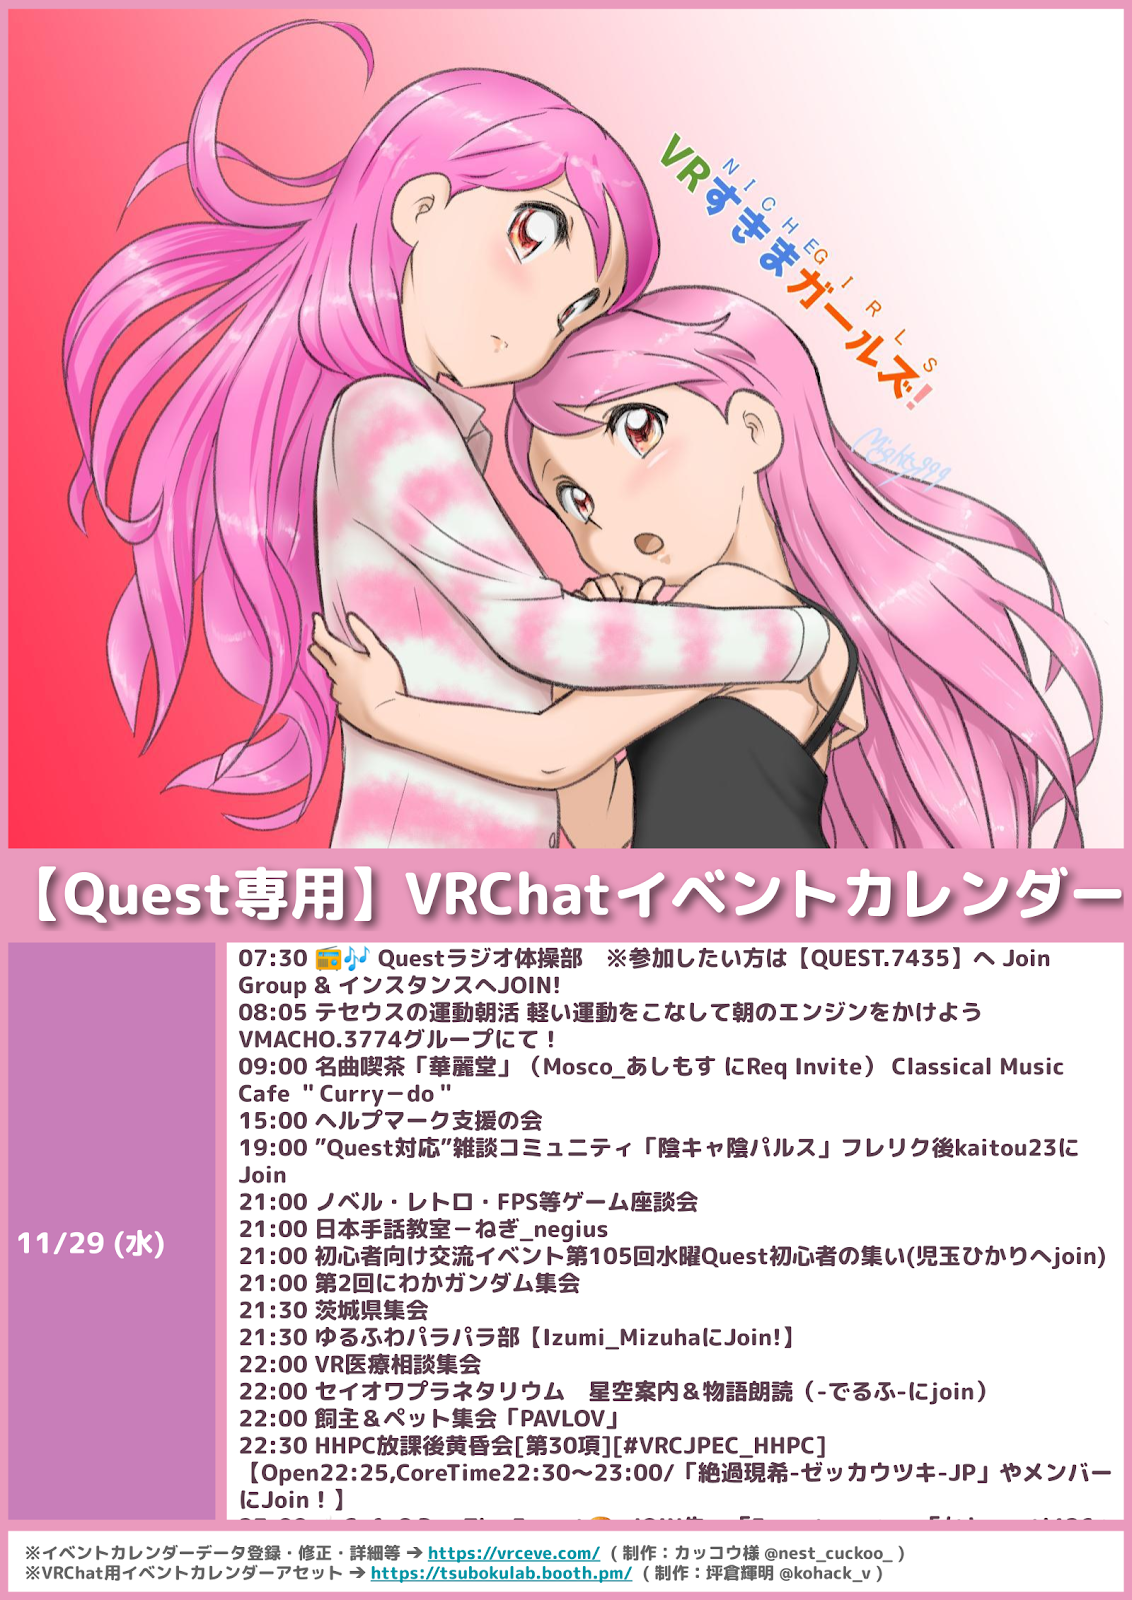 VRすきまガールズ!
NICHEGIRLS
Mighty999
【Quest専用】VRChatイベントカレンダー
11/29 (水)
07:30 📻🎶 Questラジオ体操部　※参加したい方は【QUEST.7435】へ Join
Group & インスタンスへJOIN!
08:05 テセウスの運動朝活 軽い運動をこなして朝のエンジンをかけよう
VMACHO.3774グループにて！
09:00 名曲喫茶「華麗堂」（Mosco_あしもす にReq Invite） Classical Music
Cafe ＂Curry－do＂
15:00 ヘルプマーク支援の会
19:00 ”Quest対応”雑談コミュニティ「陰キャ陰パルス」フレリク後kaitou23に
Join
21:00 ノベル・レトロ・FPS等ゲーム座談会
21:00 日本手話教室－ねぎ_negius
21:00 初心者向け交流イベント第105回水曜Quest初心者の集い(児玉ひかりへjoin)
21:00 第2回にわかガンダム集会
21:30 茨城県集会
21:30 ゆるふわパラパラ部【Izumi_MizuhaにJoin!】
22:00 VR医療相談集会
22:00 セイオワプラネタリウム　星空案内＆物語朗読（-でるふ-にjoin）
22:00 飼主＆ペット集会「PAVLOV」
22:30 HHPC放課後黄昏会[第30項][#VRCJPEC_HHPC]
【Open22:25,CoreTime22:30～23:00/「絶過現希-ゼッカウツキ-JP」やメンバー
にJoin！】
※イベントカレンダーデータ登録・修正・詳細等 ➔ https://vrceve.com/ ( 制作：カッコウ様 @nest_cuckoo_ )
※VRChat用イベントカレンダーアセット ➔ https://tsubokulab.booth.pm/ ( 制作：坪倉輝明 @kohack_v )